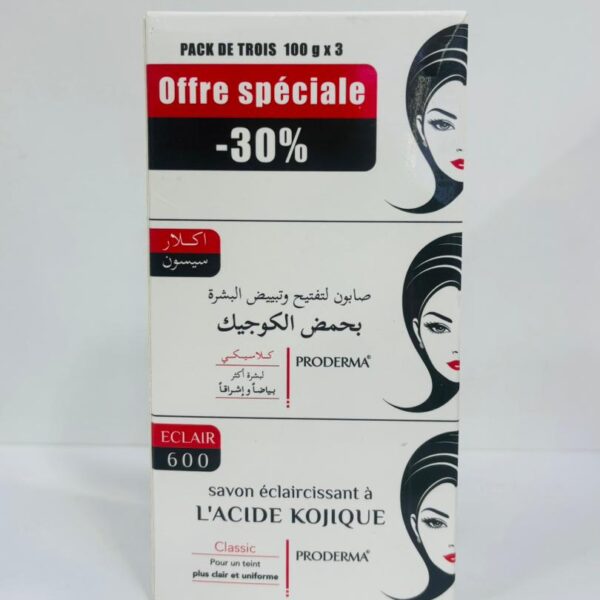 PACK DE TROIS 100 g x 3
Offre spéciale
-30%
اكلار
سيسون
صابون لتفتيح وتبييض البشرة
بحمض الكوجيك
كلاسيكي
لبشرة أكثر
بياضاً وإشراقاً
PRODERMA®
ECLAIR
600
savon éclaircissant à
L'ACIDE KOJIQUE
Classic
Pour un teint
plus clair et uniforme
PRODERMA®